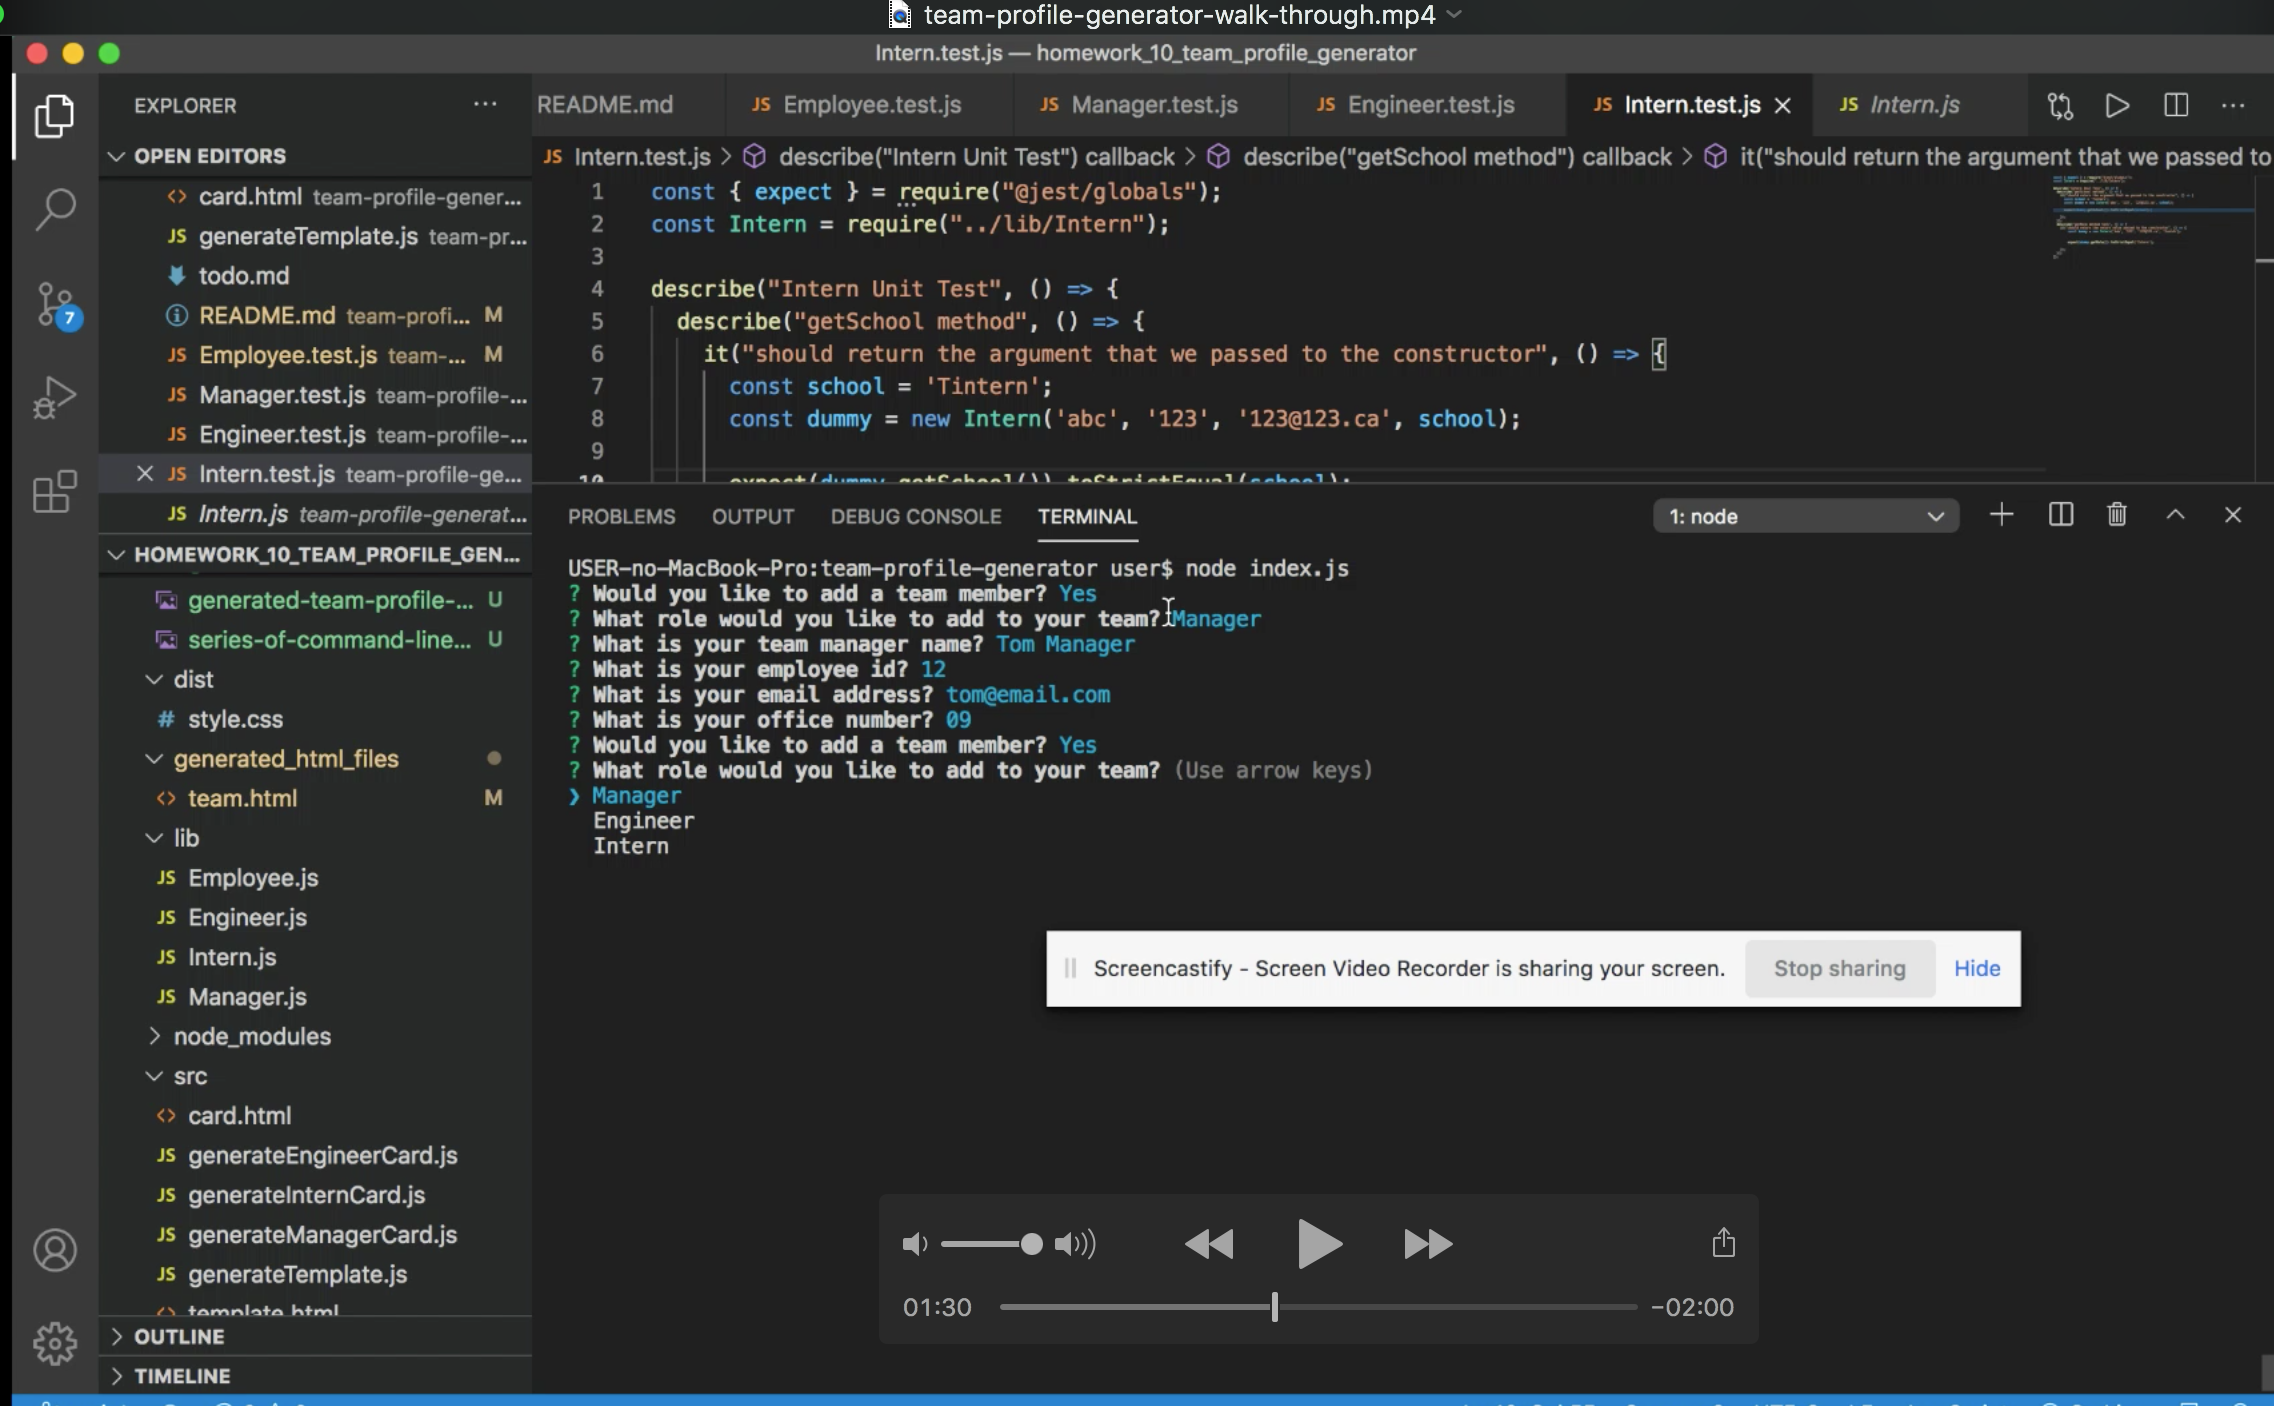 team-profile-generator-walk-through.mp4
Intern.test.js — homework_10_team_profile_generator
EXPLORER
README.md
JS Employee.test.js
JS Manager.test.js
JS Engineer.test.js
JS Intern.test.js
JS Intern.js
OPEN EDITORS
card.html team-profile-gener...
JS generateTemplate.js team-pr...
todo.md
README.md team-profi... M
JS Employee.test.js team-... M
JS Manager.test.js team-profile-...
JS Engineer.test.js team-profile-...
JS Intern.test.js team-profile-ge...
JS Intern.js team-profile-generat...
7
HOMEWORK_10_TEAM_PROFILE_GEN...
generated-team-profile-... U
series-of-command-line... U
dist
# style.css
generated_html_files
team.html M
lib
JS Employee.js
JS Engineer.js
JS Intern.js
JS Manager.js
node_modules
src
card.html
JS generateEngineerCard.js
JS generateInternCard.js
JS generateManagerCard.js
JS generateTemplate.js
template.html
OUTLINE
TIMELINE
JS Intern.test.js > describe("Intern Unit Test") callback > describe("getSchool method") callback > it("should return the argument that we passed to
1 const { expect } = require("@jest/globals");
2 const Intern = require("../lib/Intern");
3
4 describe("Intern Unit Test", () => {
5 describe("getSchool method", () => {
6 it("should return the argument that we passed to the constructor", () => {
7 const school = 'Tintern';
8 const dummy = new Intern('abc', '123', '123@123.ca', school);
9
10 expect(dummy.getSchool()).toStrictEqual(school);
PROBLEMS OUTPUT DEBUG CONSOLE TERMINAL
1: node
USER-no-MacBook-Pro:team-profile-generator user$ node index.js
? Would you like to add a team member? Yes
? What role would you like to add to your team? Manager
? What is your team manager name? Tom Manager
? What is your employee id? 12
? What is your email address? tom@email.com
? What is your office number? 09
? Would you like to add a team member? Yes
? What role would you like to add to your team? (Use arrow keys)
❯ Manager
Engineer
Intern
Screencastify - Screen Video Recorder is sharing your screen. Stop sharing Hide
01:30
-02:00